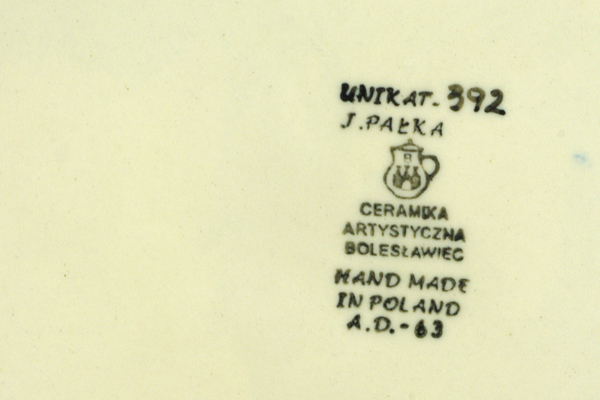 UNIKAT-392
J.PAŁKA
CERAMIKA
ARTYSTYCZNA
BOLESŁAWIEC
HAND MADE
IN POLAND
A.D.-63